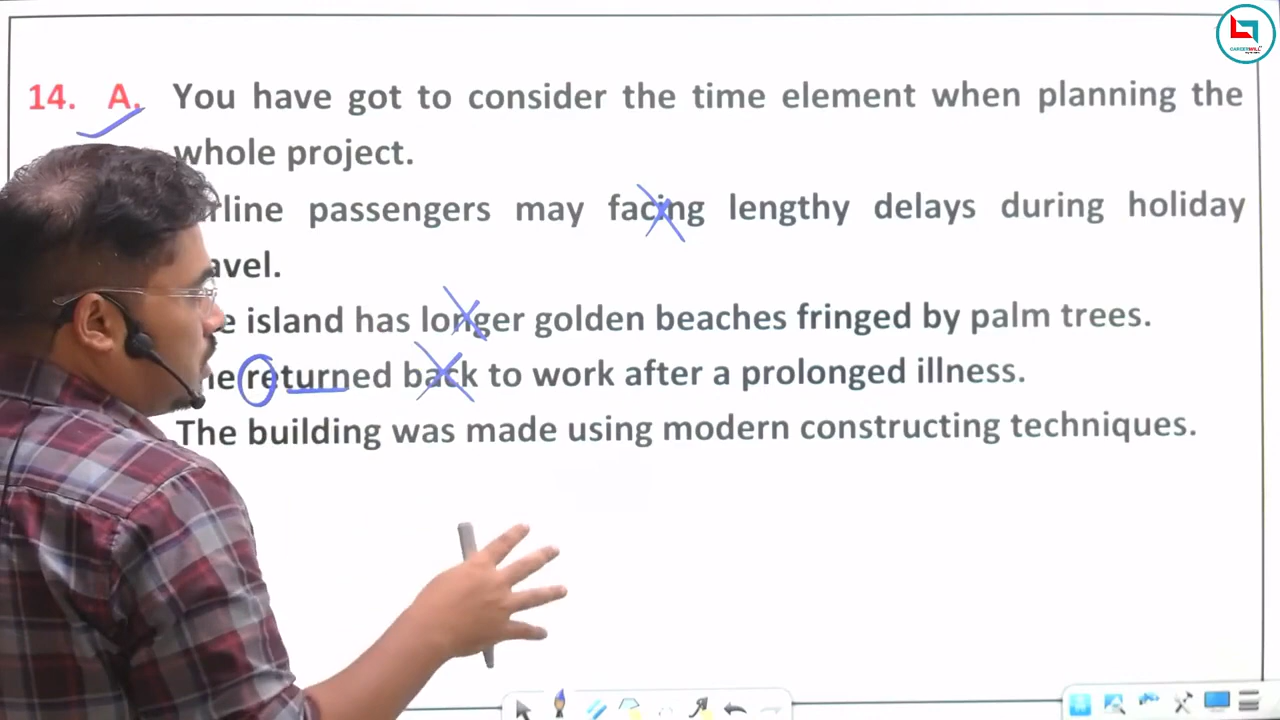 14. A. You have got to consider the time element when planning the
whole project.
passengers may facing lengthy delays during holiday
island has longer golden beaches fringed by palm trees.
returned back to work after a prolonged illness.
The building was made using modern constructing techniques.
CAREERWILL